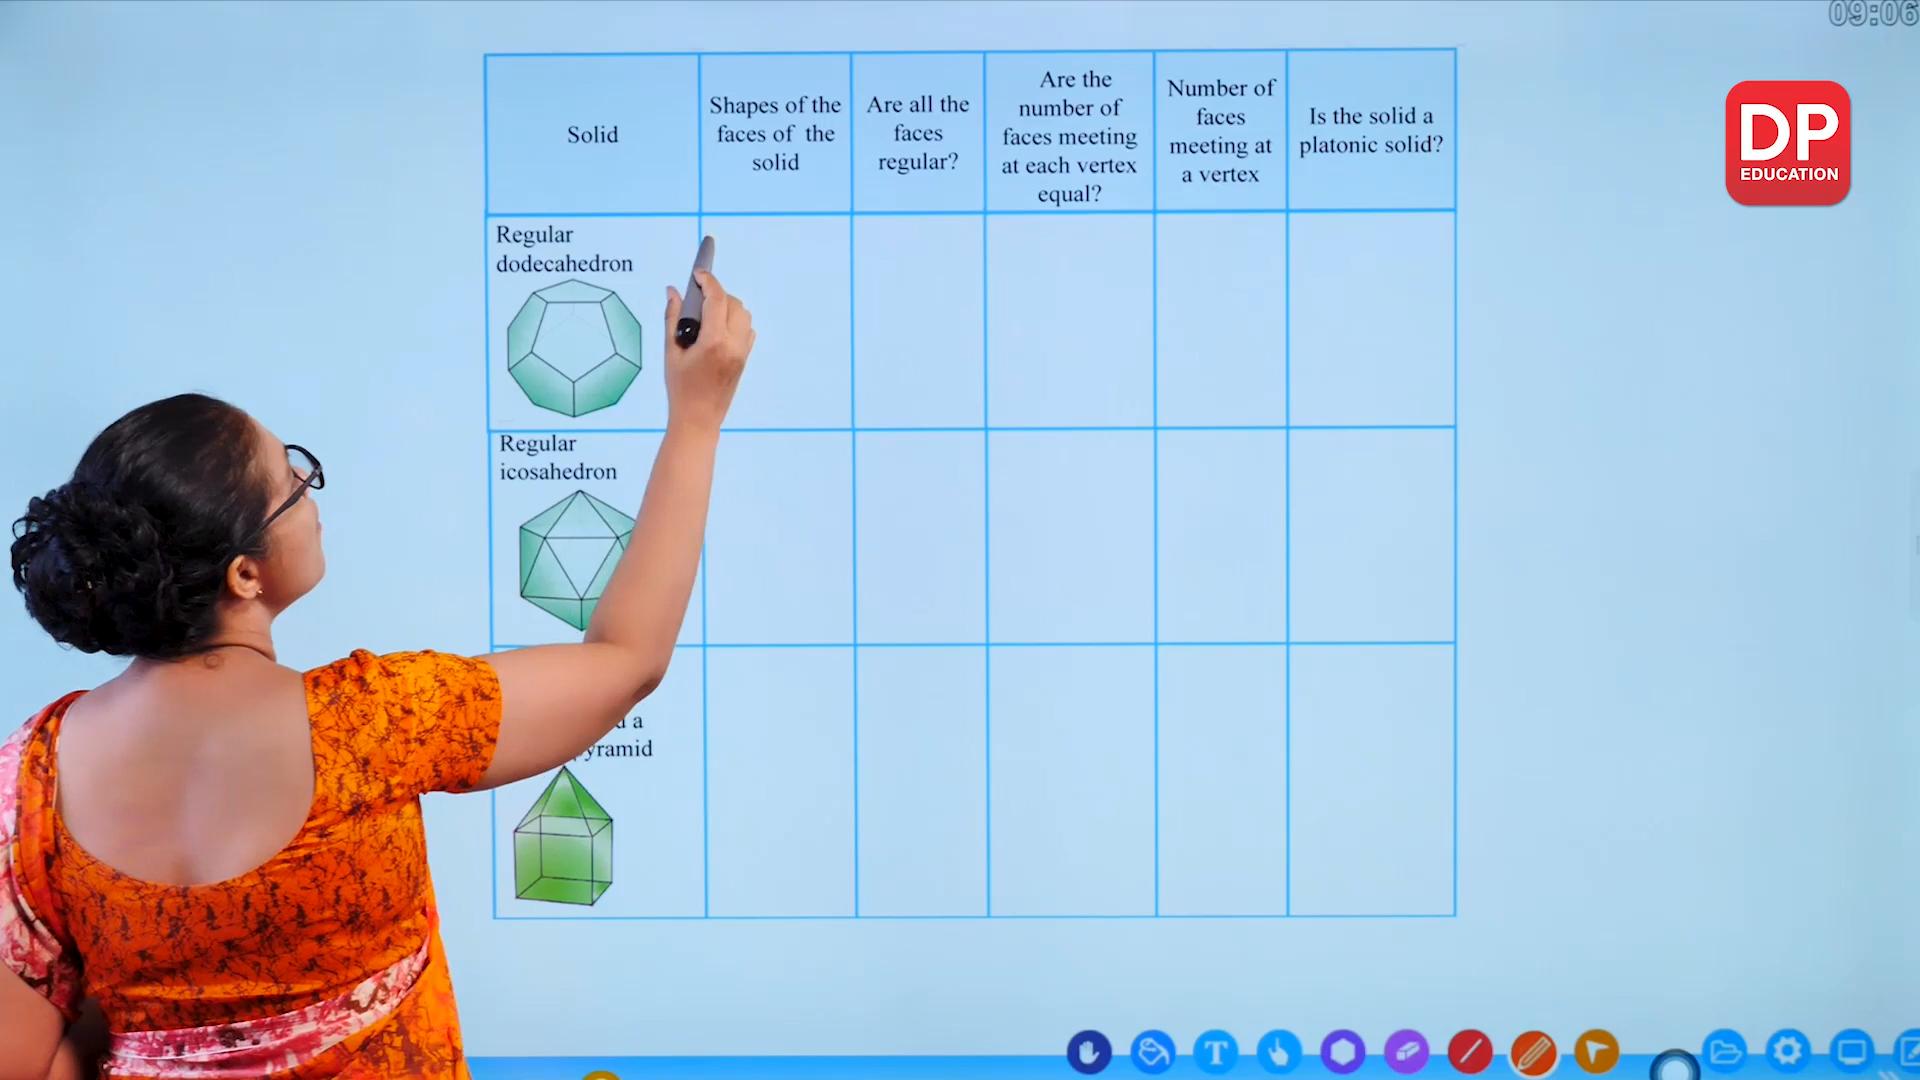 09:06
DP
EDUCATION
Solid
Shapes of the
faces of the
solid
Are all the
faces
regular?
Are the
number of
faces meeting
at each vertex
equal?
Number of
faces
meeting at
a vertex
Is the solid a
platonic solid?
Regular
dodecahedron
Regular
icosahedron
a
yramid
T